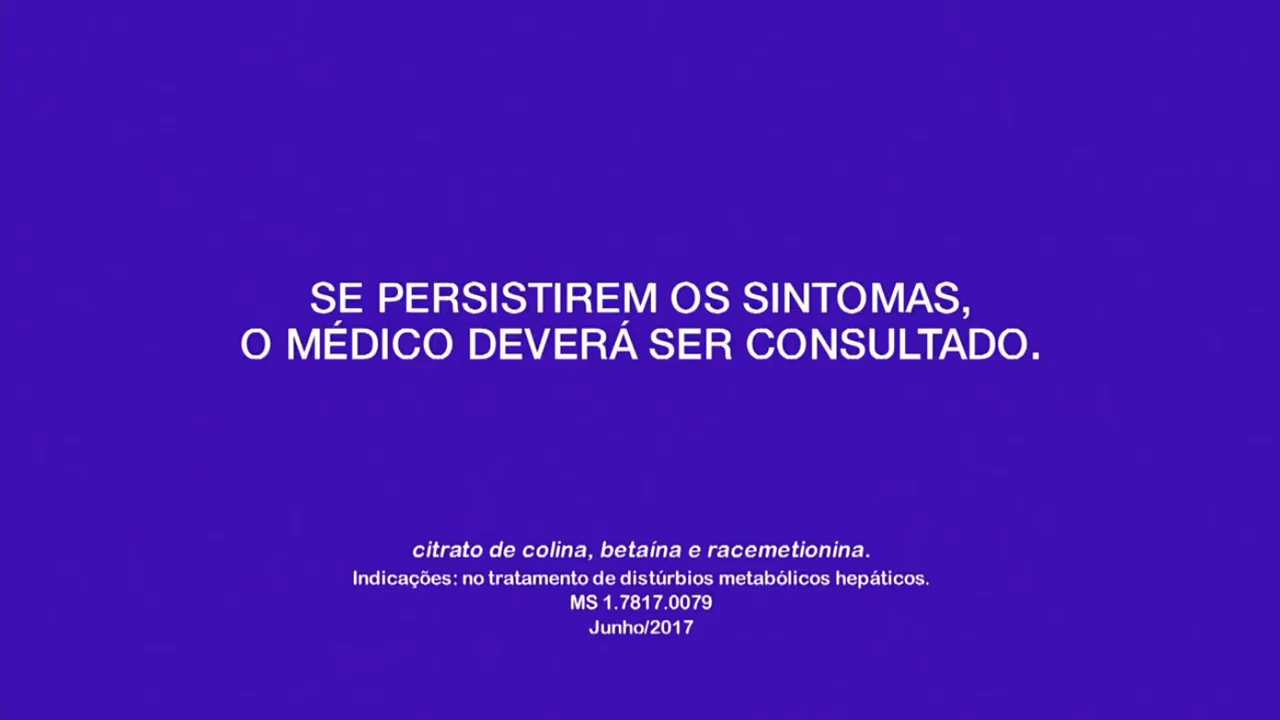 SE PERSISTIREM OS SINTOMAS,
O MÉDICO DEVERÁ SER CONSULTADO.
citrato de colina, betaína e racemetionina.
Indicações: no tratamento de distúrbios metabólicos hepáticos.
MS 1.7817.0079
Junho/2017